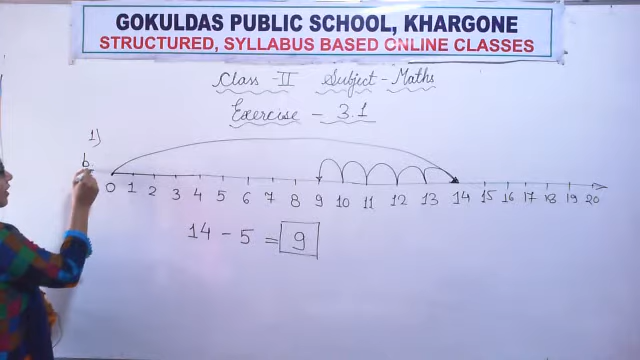 GOKULDAS PUBLIC SCHOOL, KHARGONE
STRUCTURED, SYLLABUS BASED ONLINE CLASSES
Class - II Subject - Maths
Exercise - 3.1
1)
b
0 1 2 3 4 5 6 7 8 9 10 11 12 13 14 15 16 17 18 19 20
14 - 5 = 9